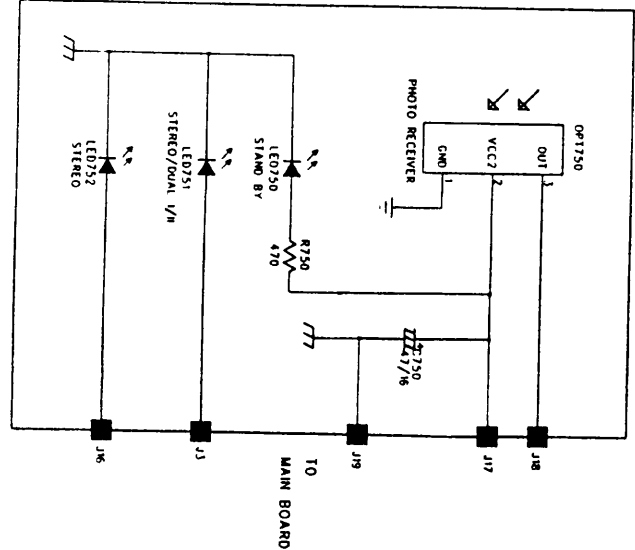 OPT750
OUT
3
VCC2
2
GND
1
PHOTO RECEIVER
LED750
STAND BY
R750
470
LED751
STEREO/DUAL I/II
LED752
STEREO
C750
47/16
J18
J17
J19
J3
J16
TO
MAIN BOARD